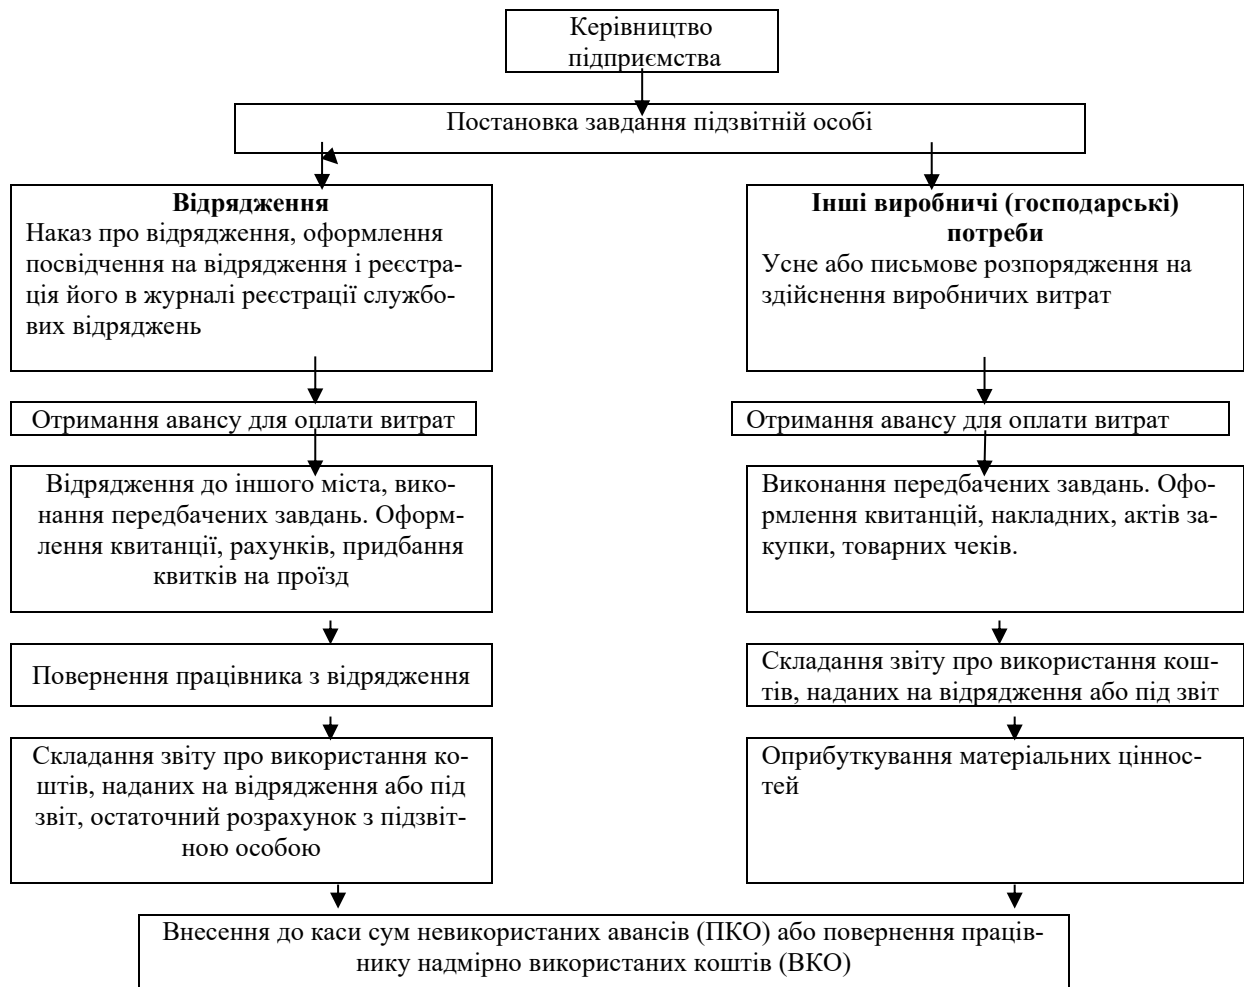 Керівництво
підприємства
Постановка завдання підзвітній особі
Відрядження
Наказ про відрядження, оформлення
посвідчення на відрядження і реєстра-
ція його в журналі реєстрації службо-
вих відряджень
Інші виробничі (господарські)
потреби
Усне або письмове розпорядження на
здійснення виробничих витрат
Отримання авансу для оплати витрат
Отримання авансу для оплати витрат
Відрядження до іншого міста, вико-
нання передбачених завдань. Оформ-
лення квитанції, рахунків, придбання
квитків на проїзд
Виконання передбачених завдань. Офо-
рмлення квитанцій, накладних, актів за-
купки, товарних чеків.
Повернення працівника з відрядження
Складання звіту про використання кош-
тів, наданих на відрядження або під звіт
Складання звіту про використання ко-
штів, наданих на відрядження або під
звіт, остаточний розрахунок з підзвіт-
ною особою
Оприбуткування матеріальних ціннос-
тей
Внесення до каси сум невикористаних авансів (ПКО) або повернення праців-
нику надмірно використаних коштів (ВКО)